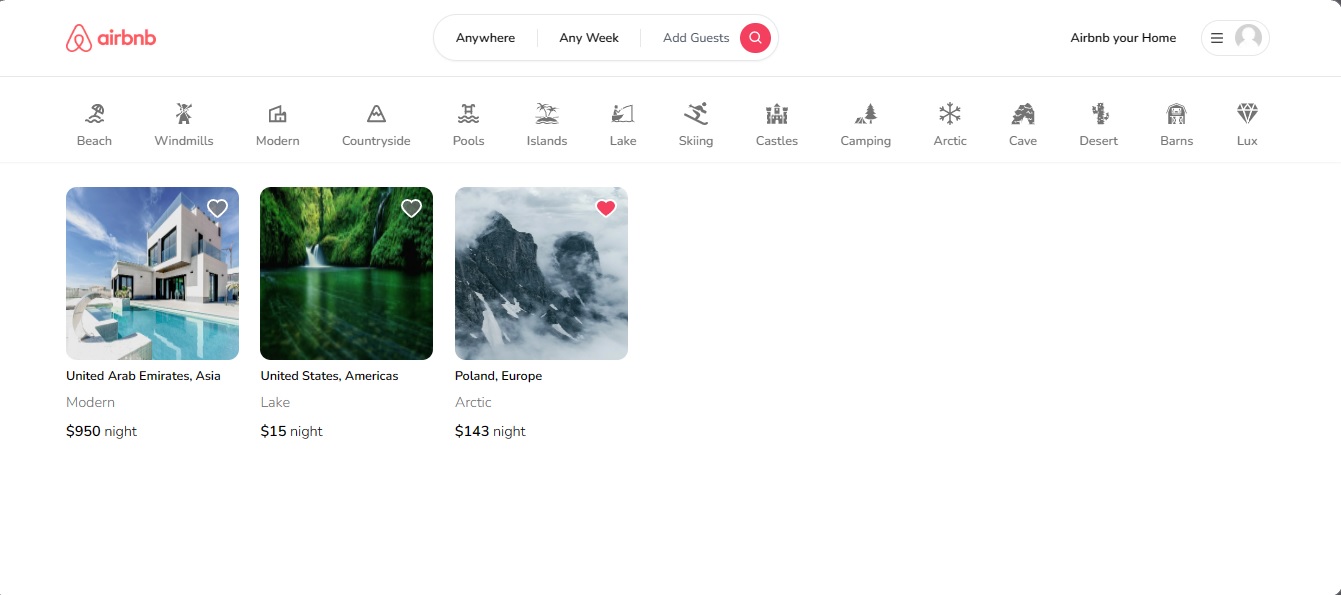 airbnb
Anywhere Any Week Add Guests
Airbnb your Home
Beach Windmills Modern Countryside Pools Islands Lake Skiing Castles Camping Arctic Cave Desert Barns Lux
United Arab Emirates, Asia
Modern
$950 night
United States, Americas
Lake
$15 night
Poland, Europe
Arctic
$143 night